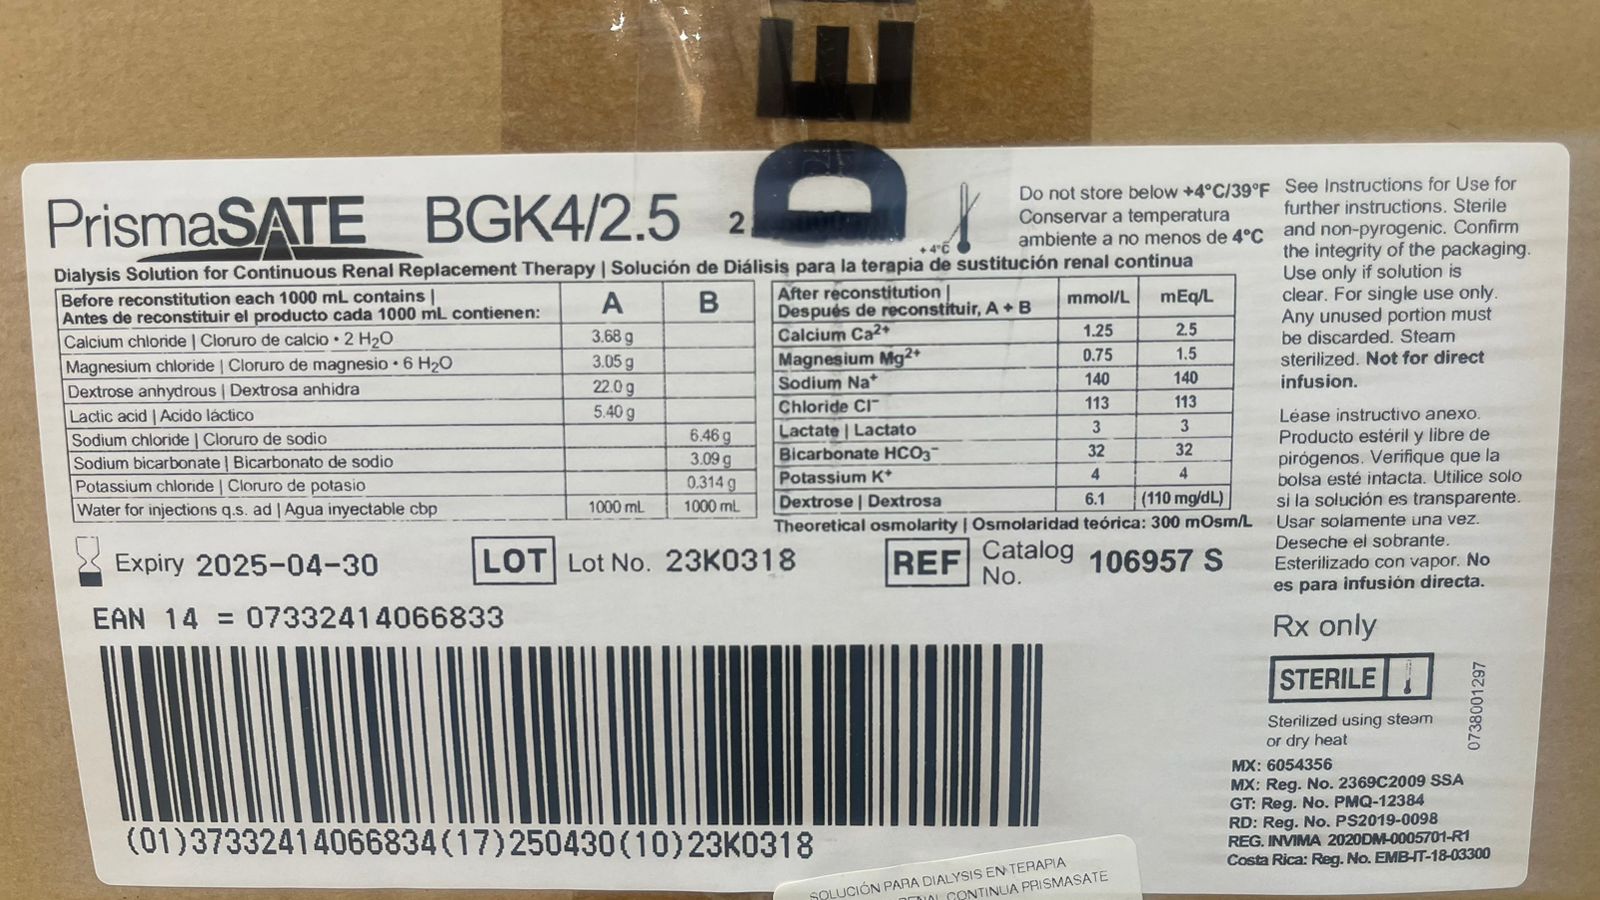 DE
PrismaSATE BGK4/2.5 2
+4°C
Do not store below +4°C/39°F
Conservar a temperatura
ambiente a no menos de 4°C
Dialysis Solution for Continuous Renal Replacement Therapy | Solución de Diálisis para la terapia de sustitución renal continua
Before reconstitution each 1000 mL contains |
Antes de reconstituir el producto cada 1000 mL contienen: A B
Calcium chloride | Cloruro de calcio • 2 H₂O 3.68 g
Magnesium chloride | Cloruro de magnesio • 6 H₂O 3.05 g
Dextrose anhydrous | Dextrosa anhidra 22.0 g
Lactic acid | Acido láctico 5.40 g
Sodium chloride | Cloruro de sodio 6.46 g
Sodium bicarbonate | Bicarbonato de sodio 3.09 g
Potassium chloride | Cloruro de potasio 0.314 g
Water for injections q.s. ad | Agua inyectable cbp 1000 mL 1000 mL
After reconstitution |
Después de reconstituir, A + B mmol/L mEq/L
Calcium Ca²⁺ 1.25 2.5
Magnesium Mg²⁺ 0.75 1.5
Sodium Na⁺ 140 140
Chloride Cl⁻ 113 113
Lactate | Lactato 3 3
Bicarbonate HCO₃⁻ 32 32
Potassium K⁺ 4 4
Dextrose | Dextrosa 6.1 (110 mg/dL)
Theoretical osmolarity | Osmolaridad teórica: 300 mOsm/L
Expiry 2025-04-30
LOT Lot No. 23K0318
REF Catalog No. 106957 S
EAN 14 = 07332414066833
(01)37332414066834(17)250430(10)23K0318
See Instructions for Use for
further instructions. Sterile
and non-pyrogenic. Confirm
the integrity of the packaging.
Use only if solution is
clear. For single use only.
Any unused portion must
be discarded. Steam
sterilized. Not for direct
infusion.
Léase instructivo anexo.
Producto estéril y libre de
pirógenos. Verifique que la
bolsa esté intacta. Utilice solo
si la solución es transparente.
Usar solamente una vez.
Deseche el sobrante.
Esterilizado con vapor. No
es para infusión directa.
Rx only
STERILE
Sterilized using steam
or dry heat
0738001297
MX: 6054356
MX: Reg. No. 2369C2009 SSA
GT: Reg. No. PMQ-12384
RD: Reg. No. PS2019-0098
REG. INVIMA 2020DM-0005701-R1
Costa Rica: Reg. No. EMB-IT-18-03300
SOLUCIÓN PARA DIALYSIS EN TERAPIA
CONTINUA PRISMASATE